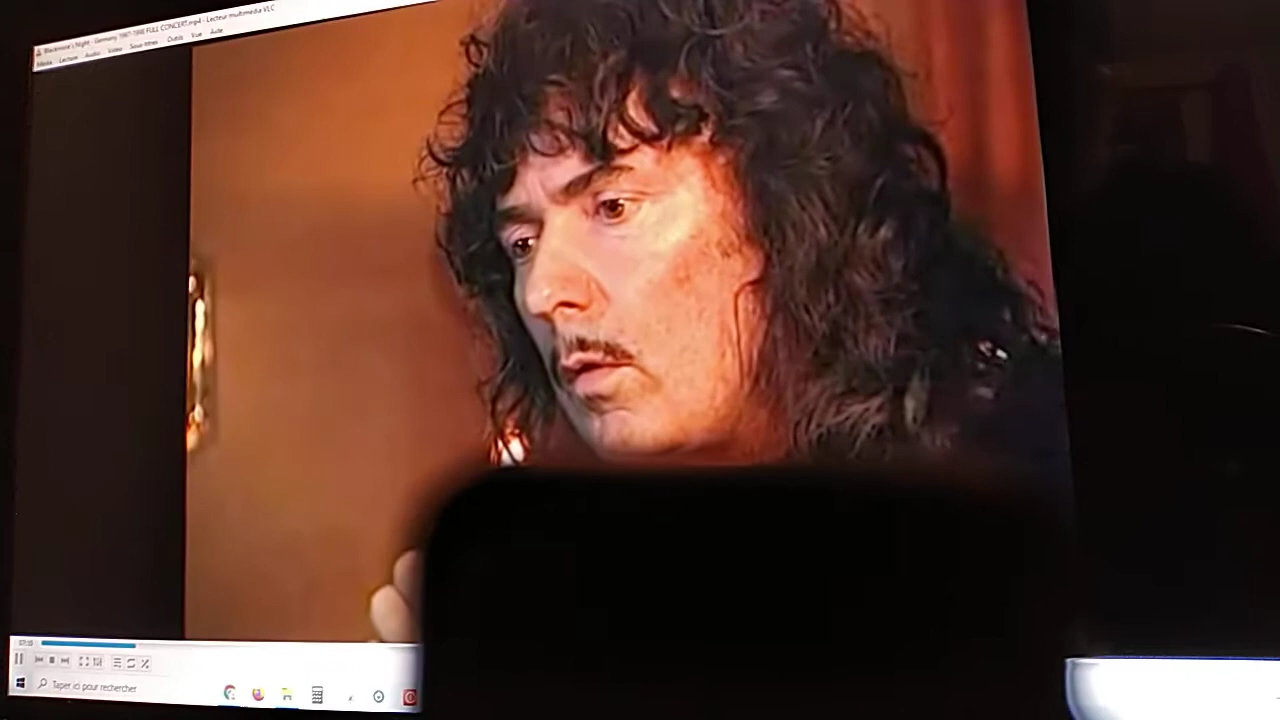 Blackmore's Night - Germany 1997-1998 FULL CONCERT.mp4 - Lecteur multimédia VLC
Média Lecture Audio Vidéo Sous-titres Outils Vue Aide
Taper ici pour rechercher